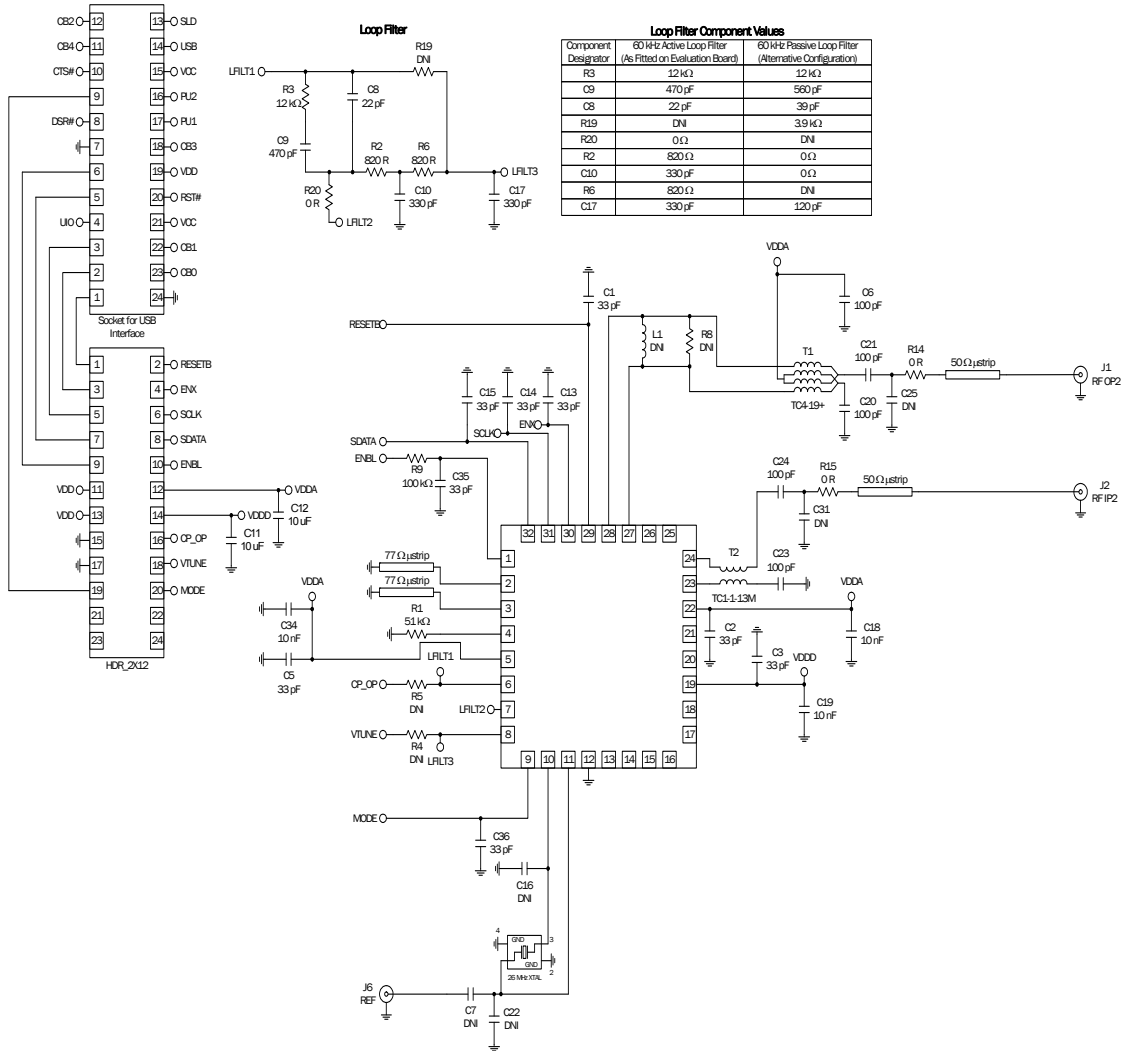 CB2 12 13 SLD
CB4 11 14 USB
CTS# 10 15 VCC
9 16 PU2
DSR# 8 17 PU1
7 18 CB3
6 19 VDD
5 20 RST#
UIO 4 21 VCC
3 22 CB1
2 23 CB0
1 24
Socket for USB
Interface
1 2 RESETB
3 4 ENX
5 6 SCLK
7 8 SDATA
9 10 ENBL
VDD 11 12 VDDA
C12
10 uF
VDD 13 14 VDDD
C11
10 uF
15 16 CP_OP
17 18 VTUNE
19 20 MODE
21 22
23 24
HDR_2X12
Loop Filter
R19
DNI
LFILT1
R3
12 kΩ
C8
22 pF
C9
470 pF
R2
820 R
R6
820 R
LFILT3
R20
0 R
C10
330 pF
C17
330 pF
LFILT2
Loop Filter Component Values
Component Designator | 60 kHz Active Loop Filter (As Fitted on Evaluation Board) | 60 kHz Passive Loop Filter (Alternative Configuration)
R3 12 kΩ 12 kΩ
C9 470 pF 560 pF
C8 22 pF 39 pF
R19 DNI 3.9 kΩ
R20 0 Ω DNI
R2 820 Ω 0 Ω
C10 330 pF 0 Ω
R6 820 Ω DNI
C17 330 pF 120 pF
VDDA
C6
100 pF
C1
33 pF
RESETB
L1
DNI
R8
DNI
T1
TC4-19+
C21
100 pF
R14
0 R
50 Ω µstrip
J1
RF OP2
C20
100 pF
C25
DNI
C15
33 pF
C14
33 pF
C13
33 pF
ENX
SCLK
SDATA
ENBL
R9
100 kΩ
C35
33 pF
C24
100 pF
R15
0 R
50 Ω µstrip
J2
RF IP2
C31
DNI
32 31 30 29 28 27 26 25
1
2
3
4
5
6
7
8
24
23
22
21
20
19
18
17
9 10 11 12 13 14 15 16
77 Ω µstrip
77 Ω µstrip
VDDA
R1
51 kΩ
C34
10 nF
C5
33 pF
LFILT1
CP_OP
R5
DNI
LFILT2
VTUNE
R4
DNI
LFILT3
T2
TC1-1-13M
C23
100 pF
VDDA
C2
33 pF
C18
10 nF
C3
33 pF
VDDD
C19
10 nF
MODE
C36
33 pF
C16
DNI
4
GND
3
GND
2
26 MHz XTAL
J6
REF
C7
DNI
C22
DNI